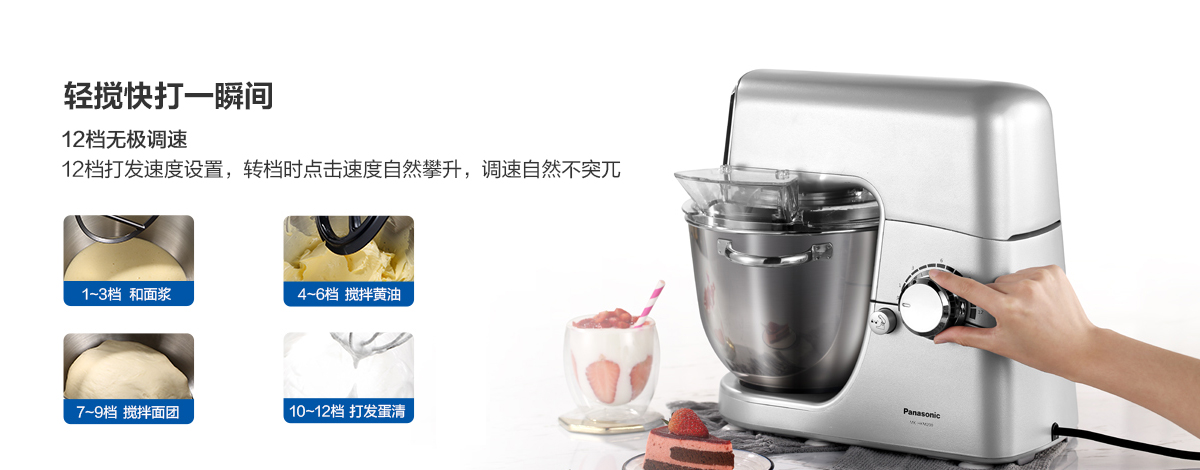 轻搅快打一瞬间
12档无极调速
12档打发速度设置，转档时点击速度自然攀升，调速自然不突兀
1~3档 和面浆
4~6档 搅拌黄油
7~9档 搅拌面团
10~12档 打发蛋清
Panasonic